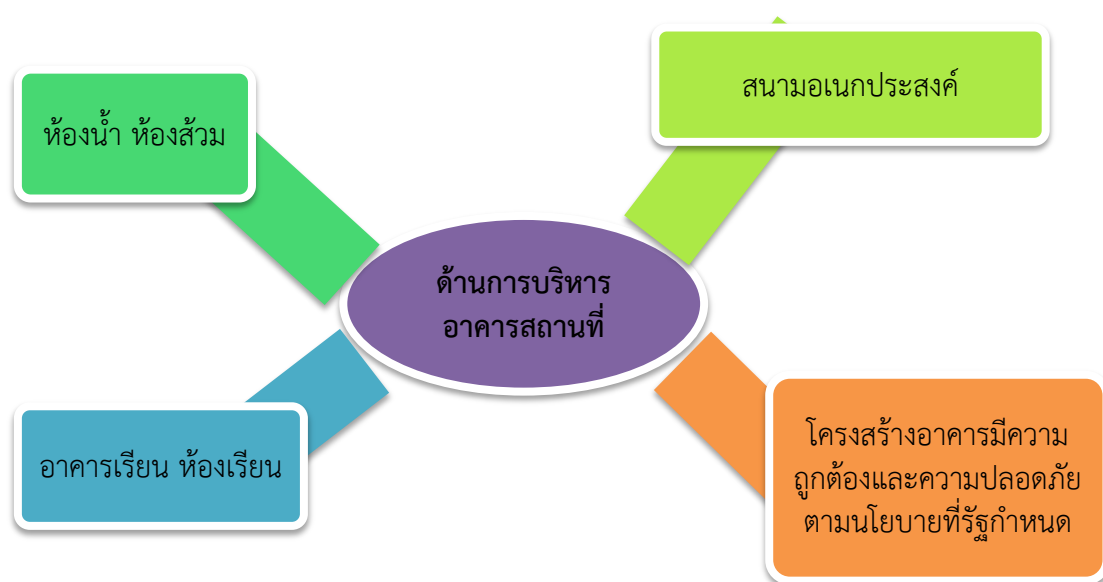 สนามอเนกประสงค์
ห้องน้ำ ห้องส้วม
ด้านการบริหาร
อาคารสถานที่
อาคารเรียน ห้องเรียน
โครงสร้างอาคารมีความ
ถูกต้องและความปลอดภัย
ตามนโยบายที่รัฐกำหนด